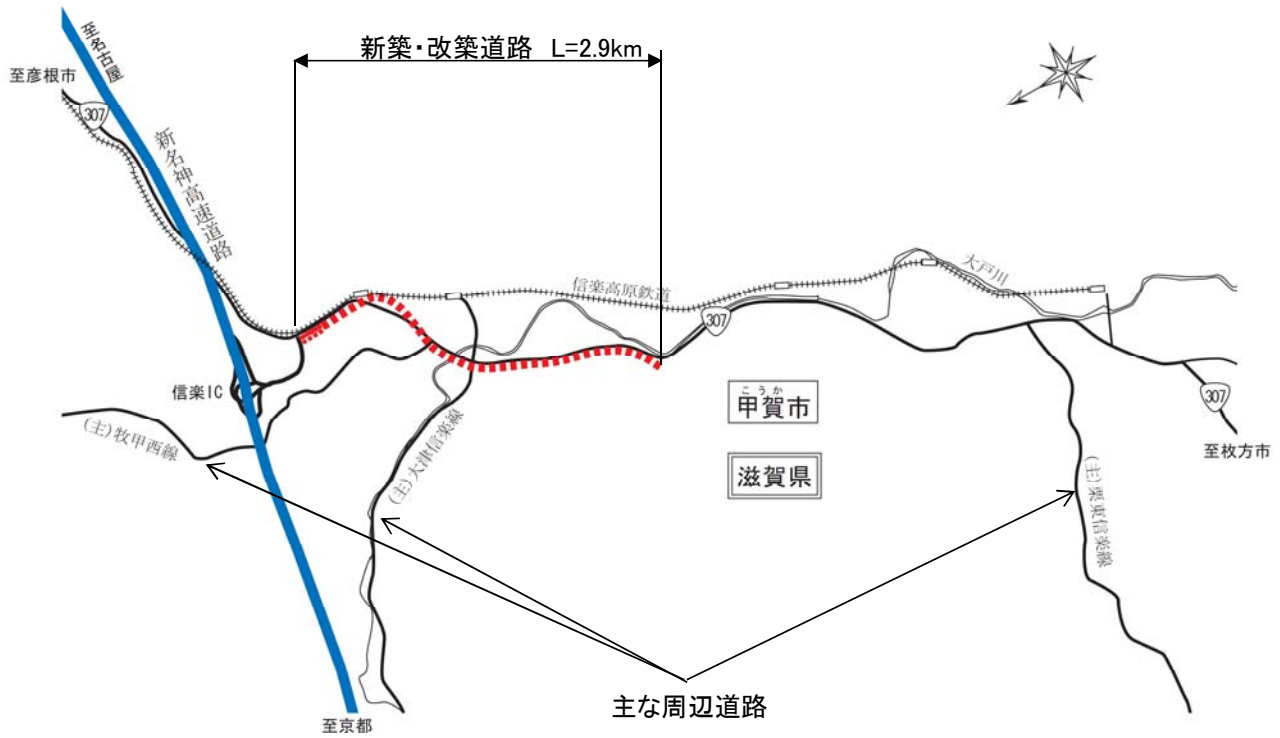 新築・改築道路 L=2.9km
至名古屋
至彦根市
307
新名神高速道路
信楽高原鉄道
大戸川
307
信楽IC
こうか
甲賀市
307
(主)牧甲西線
(主)大津信楽線
滋賀県
至枚方市
(主)栗東信楽線
主な周辺道路
至京都